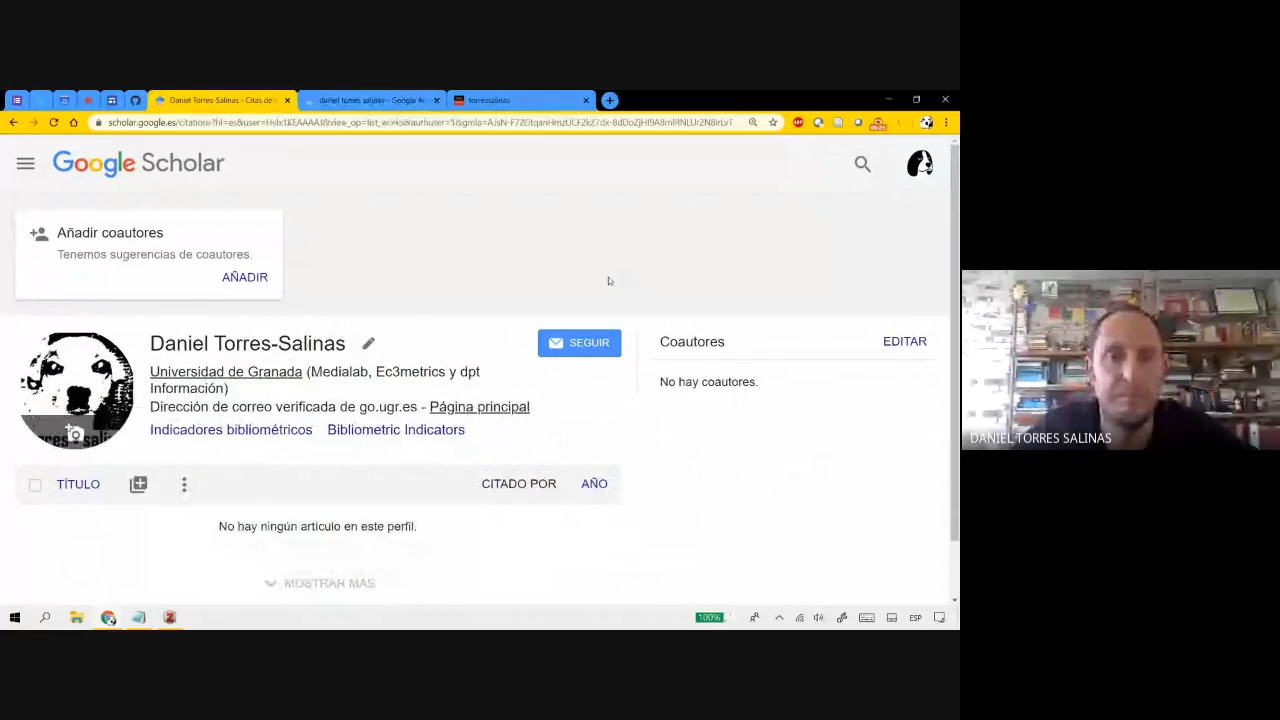 Daniel Torres-Salinas - Citas de
daniel torres salinas - Google
torressalinas
Google Scholar
Añadir coautores
Tenemos sugerencias de coautores.
AÑADIR
Daniel Torres-Salinas
SEGUIR
Coautores
EDITAR
Universidad de Granada (Medialab, Ec3metrics y dpt
Información)
No hay coautores.
Dirección de correo verificada de go.ugr.es - Página principal
Indicadores bibliométricos Bibliometric Indicators
TÍTULO
CITADO POR
AÑO
No hay ningún artículo en este perfil.
MOSTRAR MÁS
100%
ESP
DANIEL TORRES SALINAS